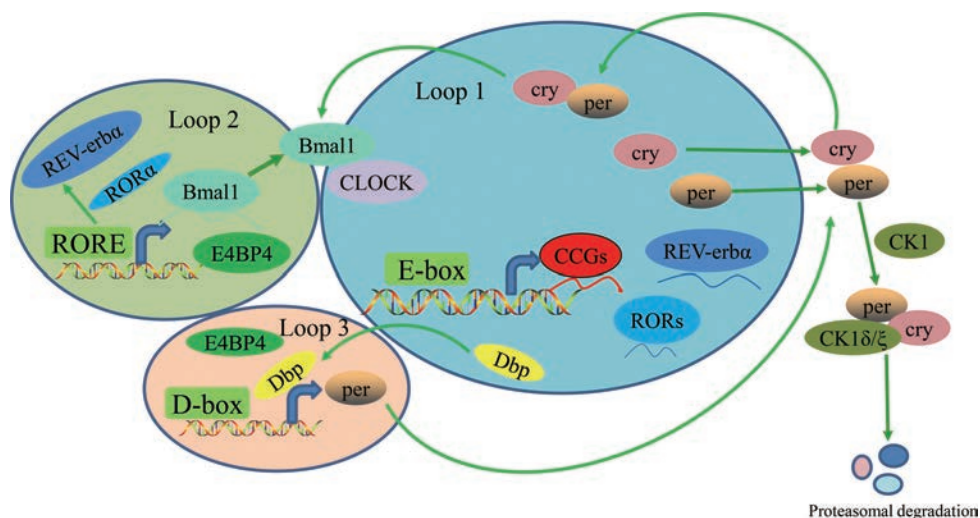 Loop 1
cry
per
Loop 2
REV-erbα
RORα
Bmal1
Bmal1
CLOCK
RORE
E4BP4
cry
per
cry
per
CK1
E-box
CCGs
REV-erbα
RORs
per
CK1δ/ξ
cry
Loop 3
E4BP4
Dbp
Dbp
D-box
per
Proteasomal degradation